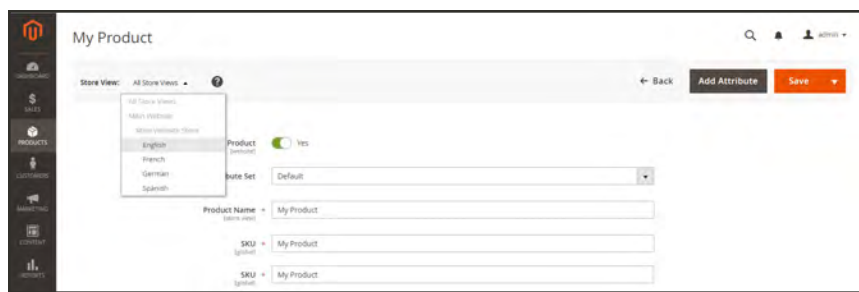 My Product
admin
DASHBOARD
SALES
PRODUCTS
CUSTOMERS
MARKETING
CONTENT
REPORTS
Store View: All Store Views
← Back
Add Attribute
Save
All Store Views
Main Website
Main Website Store
English
French
German
Spanish
Product
[website]
Yes
bute Set
Default
Product Name *
[store view]
My Product
SKU *
[global]
My Product
SKU *
[global]
My Product